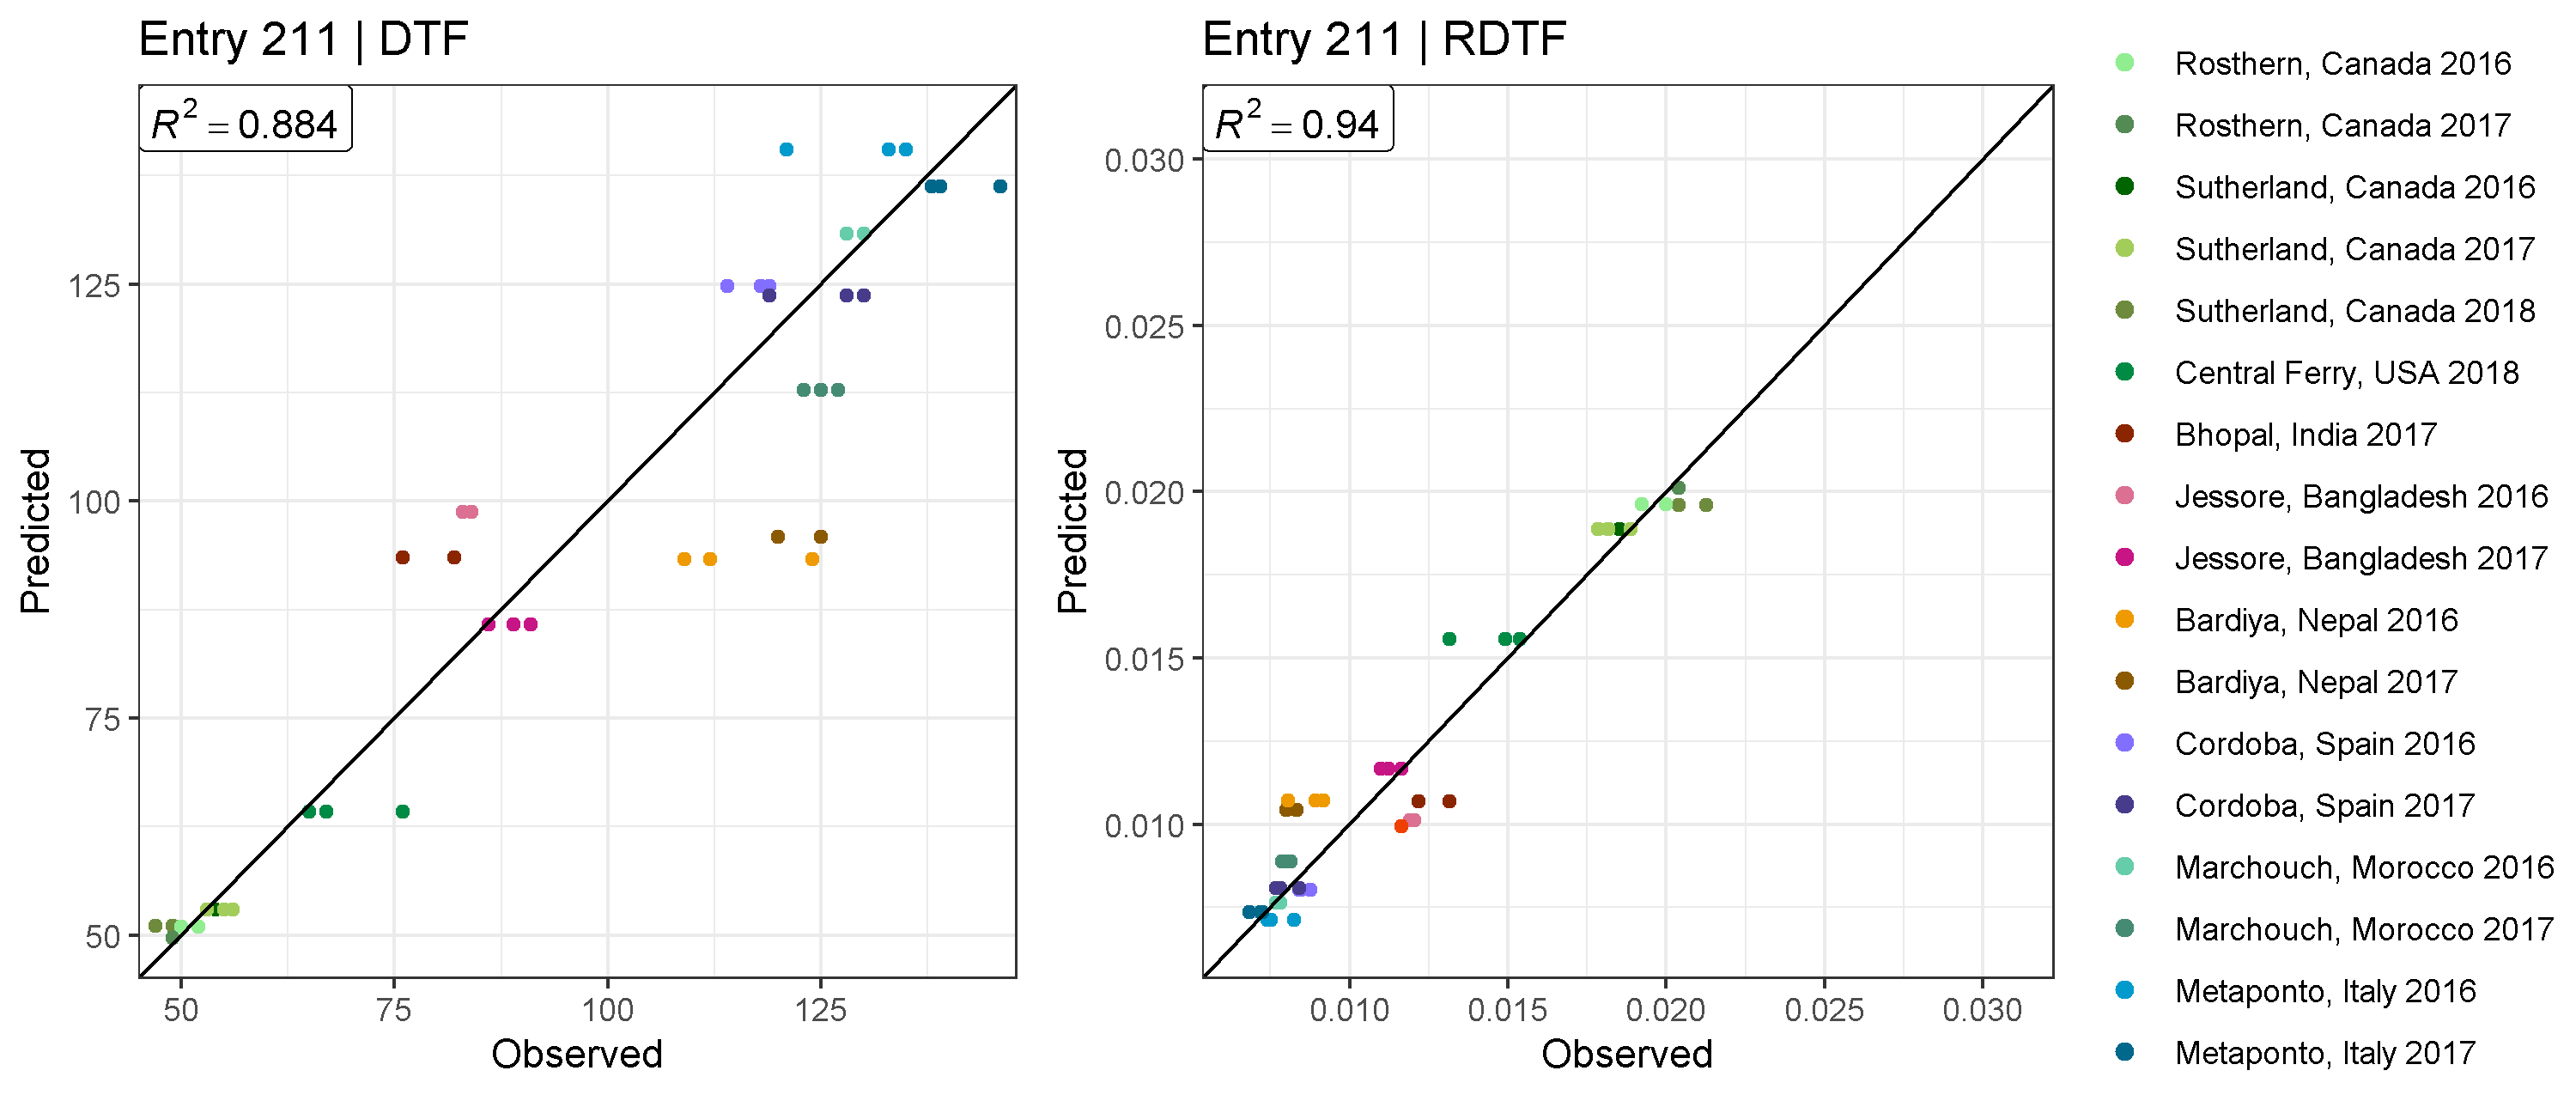 Entry 211 | DTF
R² = 0.884
125
100
75
50
50 75 100 125
Observed
Predicted
Entry 211 | RDTF
R² = 0.94
0.030
0.025
0.020
0.015
0.010
0.010 0.015 0.020 0.025 0.030
Observed
Predicted
Rosthern, Canada 2016
Rosthern, Canada 2017
Sutherland, Canada 2016
Sutherland, Canada 2017
Sutherland, Canada 2018
Central Ferry, USA 2018
Bhopal, India 2017
Jessore, Bangladesh 2016
Jessore, Bangladesh 2017
Bardiya, Nepal 2016
Bardiya, Nepal 2017
Cordoba, Spain 2016
Cordoba, Spain 2017
Marchouch, Morocco 2016
Marchouch, Morocco 2017
Metaponto, Italy 2016
Metaponto, Italy 2017